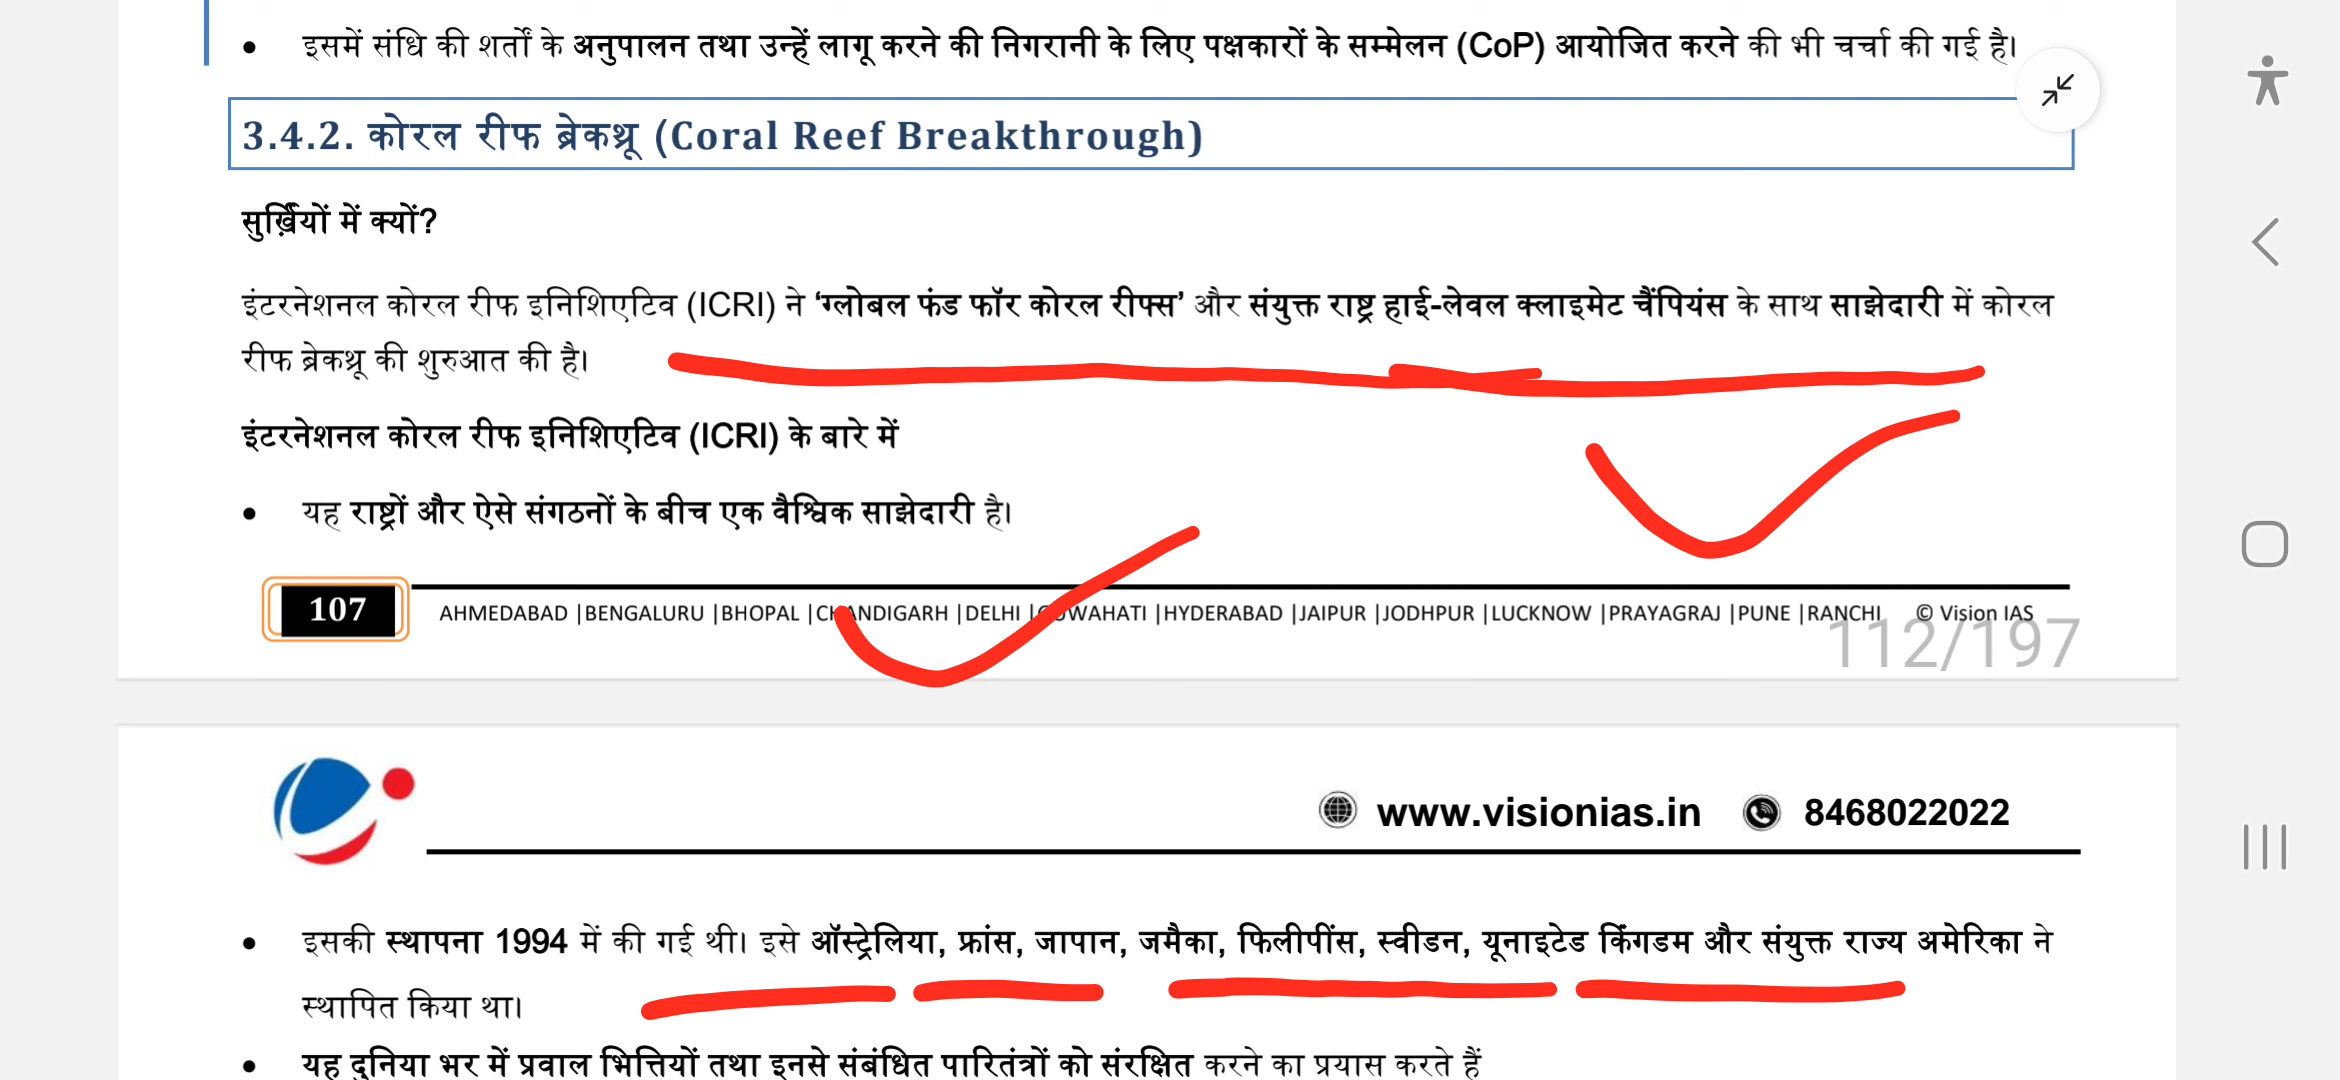 • इसमें संधि की शर्तों के अनुपालन तथा उन्हें लागू करने की निगरानी के लिए पक्षकारों के सम्मेलन (CoP) आयोजित करने की भी चर्चा की गई है।
3.4.2. कोरल रीफ ब्रेकथ्रू (Coral Reef Breakthrough)
सुर्ख़ियों में क्यों?
इंटरनेशनल कोरल रीफ इनिशिएटिव (ICRI) ने ‘ग्लोबल फंड फॉर कोरल रीफ्स’ और संयुक्त राष्ट्र हाई-लेवल क्लाइमेट चैंपियंस के साथ साझेदारी में कोरल
रीफ ब्रेकथ्रू की शुरुआत की है।
इंटरनेशनल कोरल रीफ इनिशिएटिव (ICRI) के बारे में
• यह राष्ट्रों और ऐसे संगठनों के बीच एक वैश्विक साझेदारी है।
107 AHMEDABAD |BENGALURU |BHOPAL |CHANDIGARH |DELHI |GUWAHATI |HYDERABAD |JAIPUR |JODHPUR |LUCKNOW |PRAYAGRAJ |PUNE |RANCHI © Vision IAS
112/197
www.visionias.in 8468022022
• इसकी स्थापना 1994 में की गई थी। इसे ऑस्ट्रेलिया, फ्रांस, जापान, जमैका, फिलीपींस, स्वीडन, यूनाइटेड किंगडम और संयुक्त राज्य अमेरिका ने
स्थापित किया था।
• यह दुनिया भर में प्रवाल भित्तियों तथा इनसे संबंधित पारितंत्रों को संरक्षित करने का प्रयास करते हैं